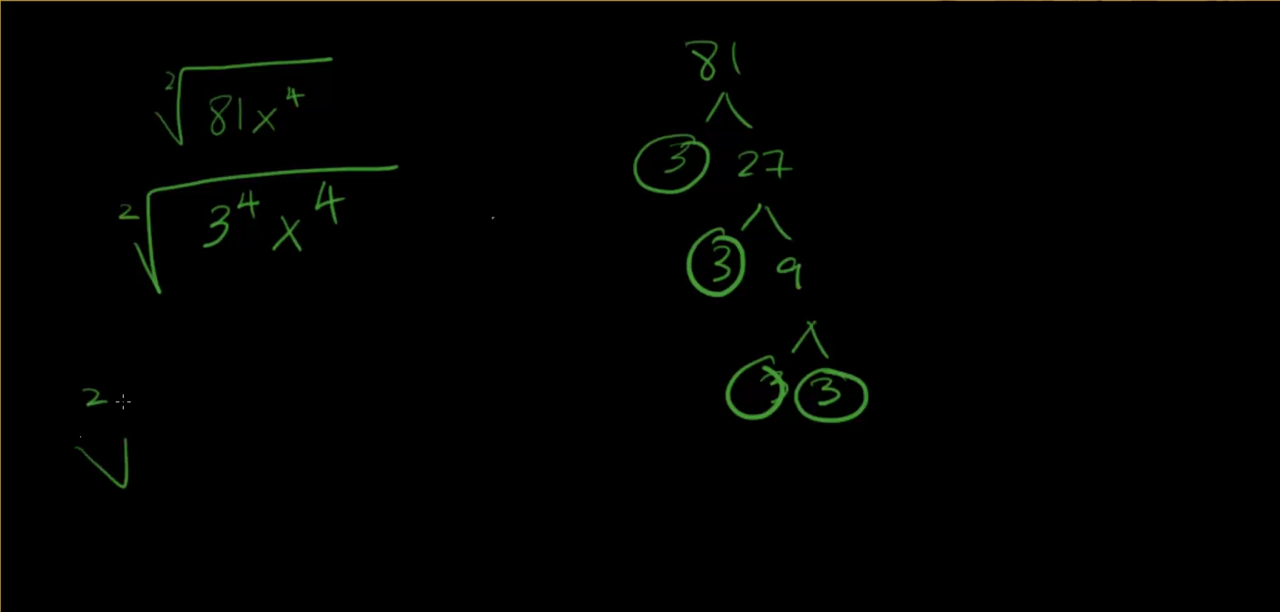 ²√81x⁴
²√3⁴x⁴
²√
81
3 27
3 9
3 3